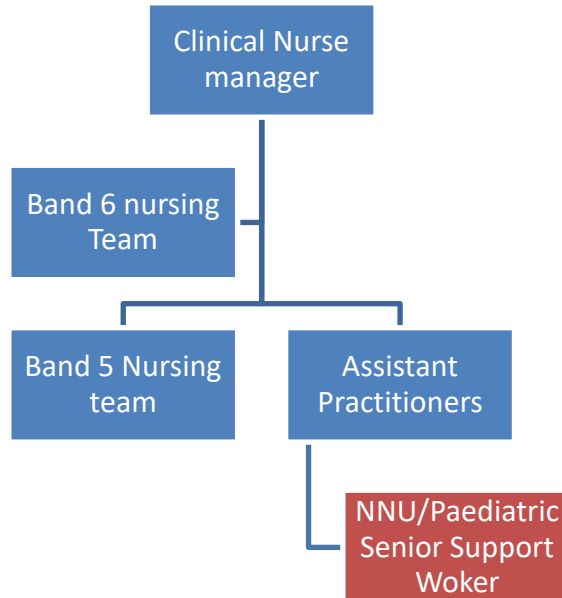 Clinical Nurse
manager
Band 6 nursing
Team
Band 5 Nursing
team
Assistant
Practitioners
NNU/Paediatric
Senior Support
Woker